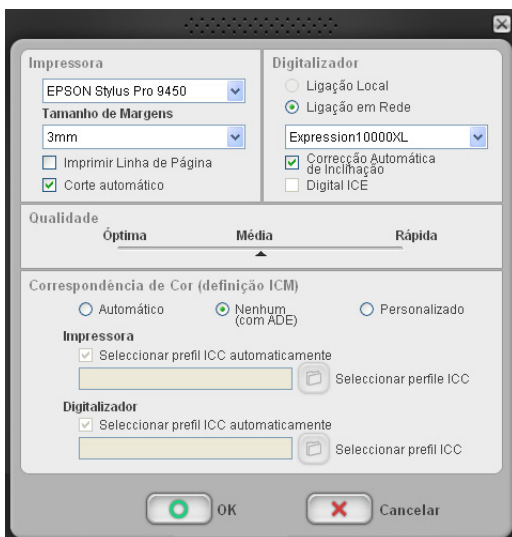 Impressora
EPSON Stylus Pro 9450
Tamanho de Margens
3mm
Imprimir Linha de Página
Corte automático
Digitalizador
Ligação Local
Ligação em Rede
Expression10000XL
Correcção Automática
de Inclinação
Digital ICE
Qualidade
Óptima Média Rápida
Correspondência de Cor (definição ICM)
Automático Nenhum Personalizado
(com ADE)
Impressora
Seleccionar prefil ICC automaticamente
Seleccionar perfile ICC
Digitalizador
Seleccionar prefil ICC automaticamente
Seleccionar prefil ICC
OK Cancelar